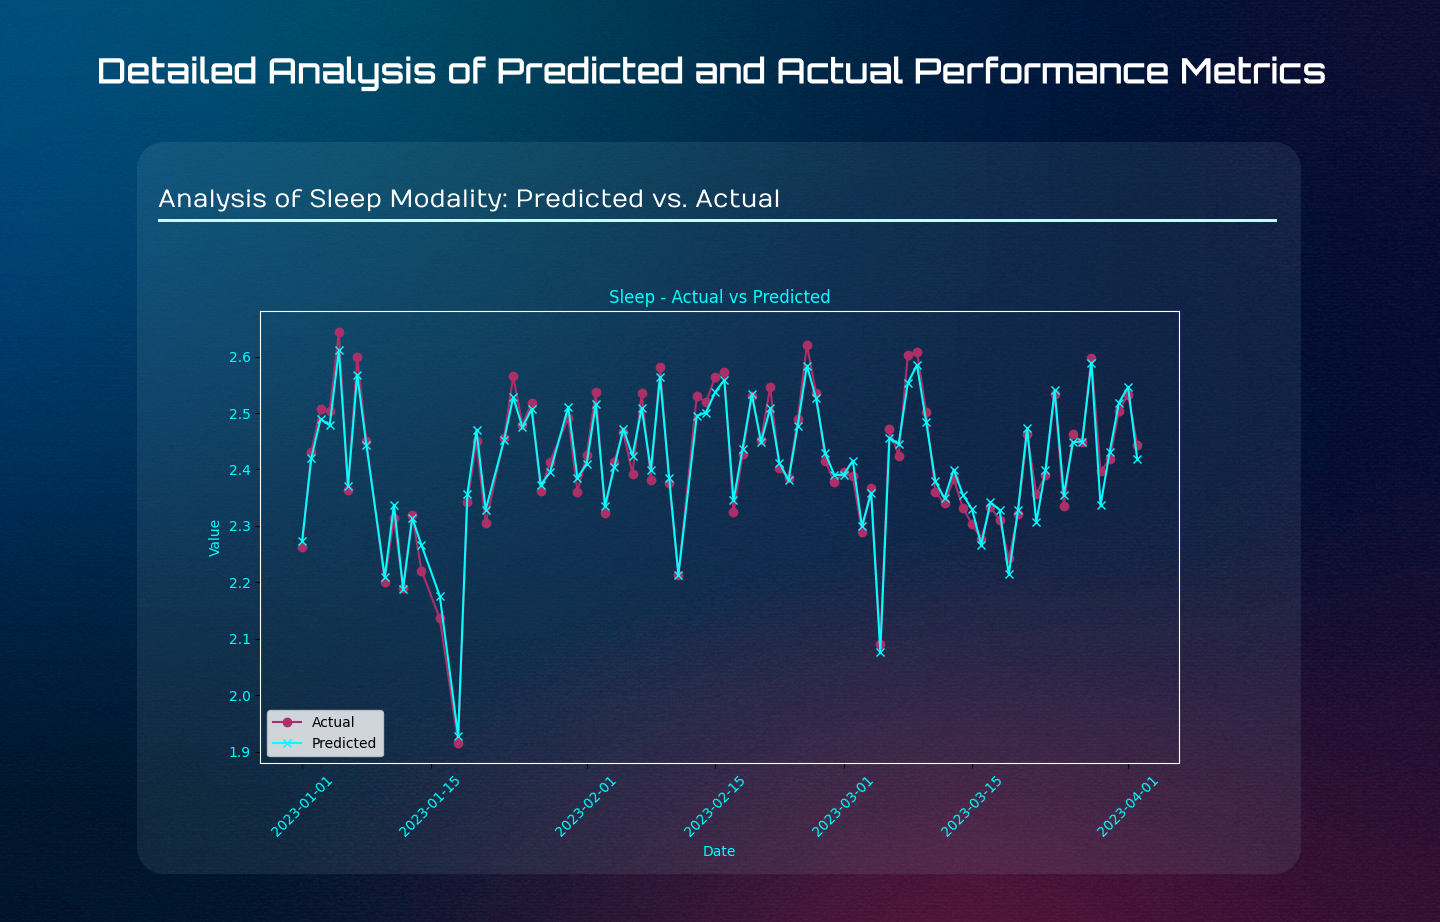 Detailed Analysis of Predicted and Actual Performance Metrics
Analysis of Sleep Modality: Predicted vs. Actual
Sleep - Actual vs Predicted
2.6
2.5
2.4
2.3
2.2
2.1
2.0
1.9
Value
Actual
Predicted
2023-01-01
2023-01-15
2023-02-01
2023-02-15
2023-03-01
2023-03-15
2023-04-01
Date